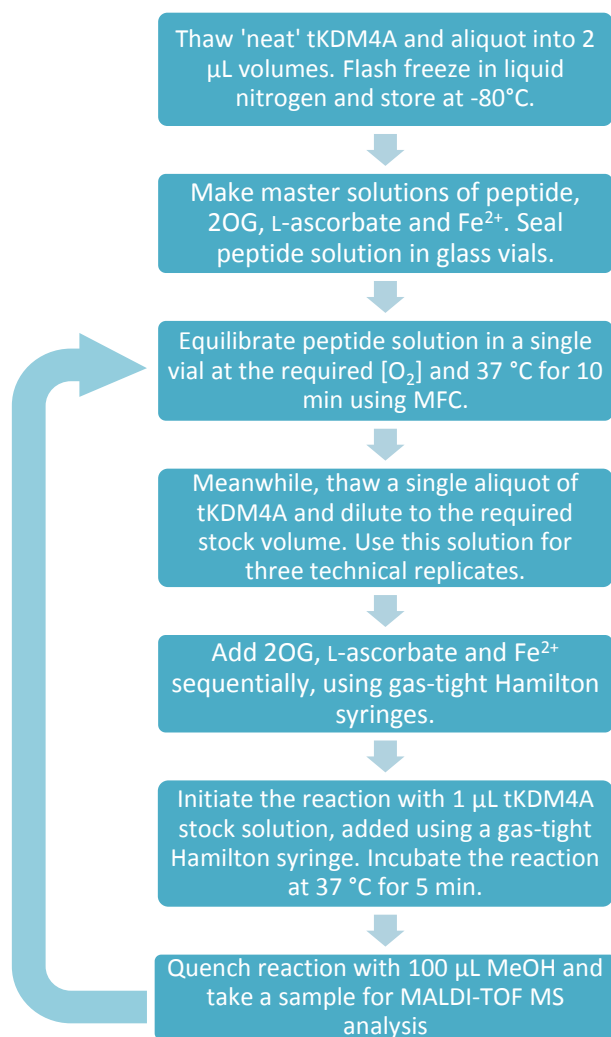 Thaw 'neat' tKDM4A and aliquot into 2
µL volumes. Flash freeze in liquid
nitrogen and store at -80°C.
Make master solutions of peptide,
2OG, L-ascorbate and Fe²⁺. Seal
peptide solution in glass vials.
Equilibrate peptide solution in a single
vial at the required [O₂] and 37 °C for 10
min using MFC.
Meanwhile, thaw a single aliquot of
tKDM4A and dilute to the required
stock volume. Use this solution for
three technical replicates.
Add 2OG, L-ascorbate and Fe²⁺
sequentially, using gas-tight Hamilton
syringes.
Initiate the reaction with 1 µL tKDM4A
stock solution, added using a gas-tight
Hamilton syringe. Incubate the reaction
at 37 °C for 5 min.
Quench reaction with 100 µL MeOH and
take a sample for MALDI-TOF MS
analysis